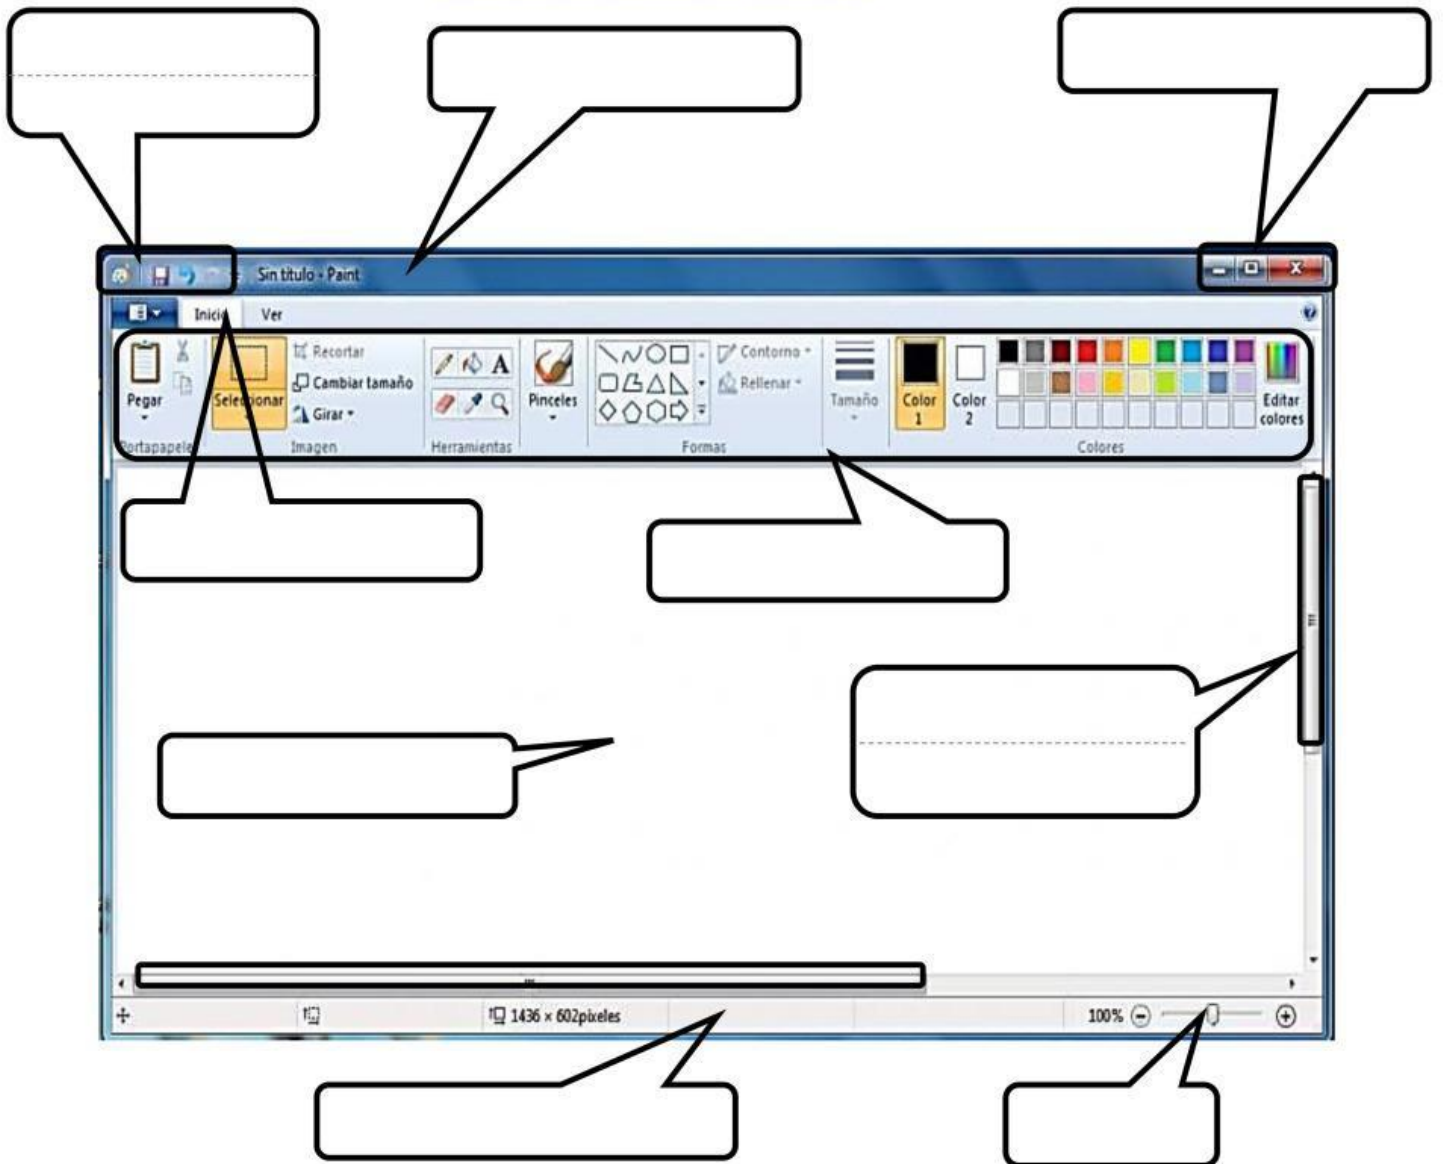 Sin título - Paint
Inicio Ver
Pegar
Seleccionar
Recortar
Cambiar tamaño
Girar
A
Pinceles
Contorno
Rellenar
Tamaño
Color 1
Color 2
Editar colores
Portapapeles
Imagen
Herramientas
Formas
Colores
1436 × 602píxeles
100%